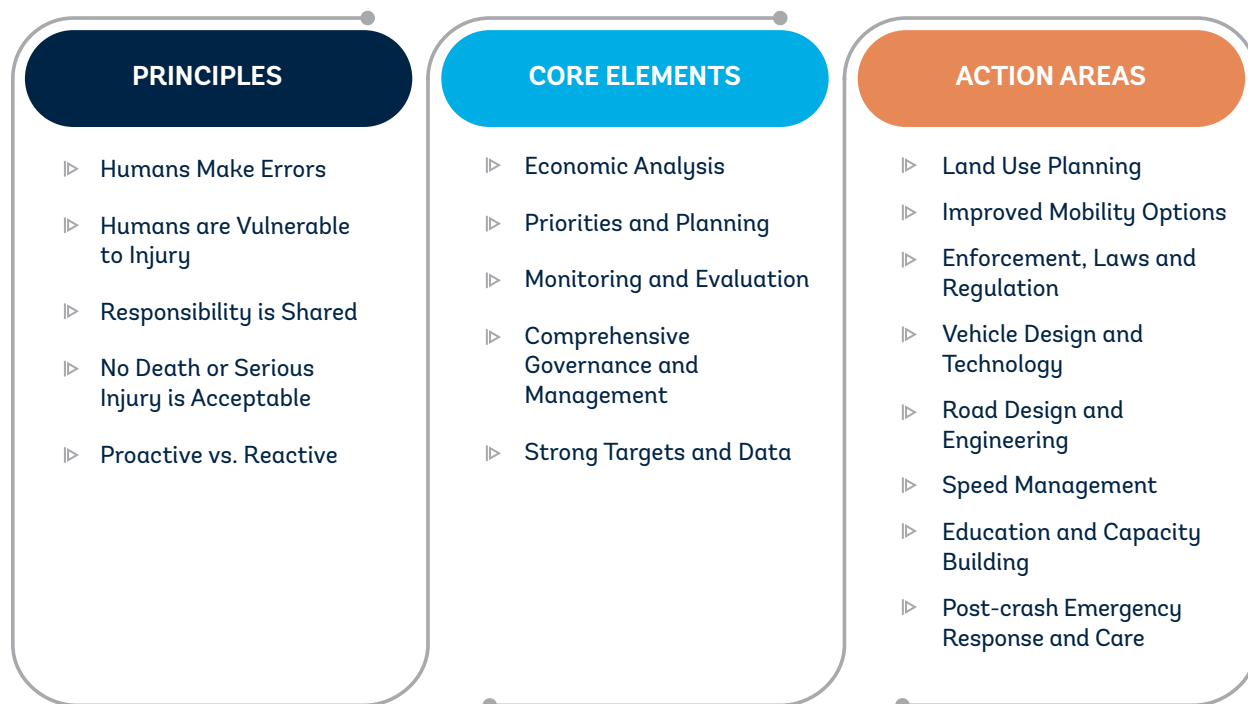 PRINCIPLES
Humans Make Errors
Humans are Vulnerable
to Injury
Responsibility is Shared
No Death or Serious
Injury is Acceptable
Proactive vs. Reactive
CORE ELEMENTS
Economic Analysis
Priorities and Planning
Monitoring and Evaluation
Comprehensive
Governance and
Management
Strong Targets and Data
ACTION AREAS
Land Use Planning
Improved Mobility Options
Enforcement, Laws and
Regulation
Vehicle Design and
Technology
Road Design and
Engineering
Speed Management
Education and Capacity
Building
Post-crash Emergency
Response and Care